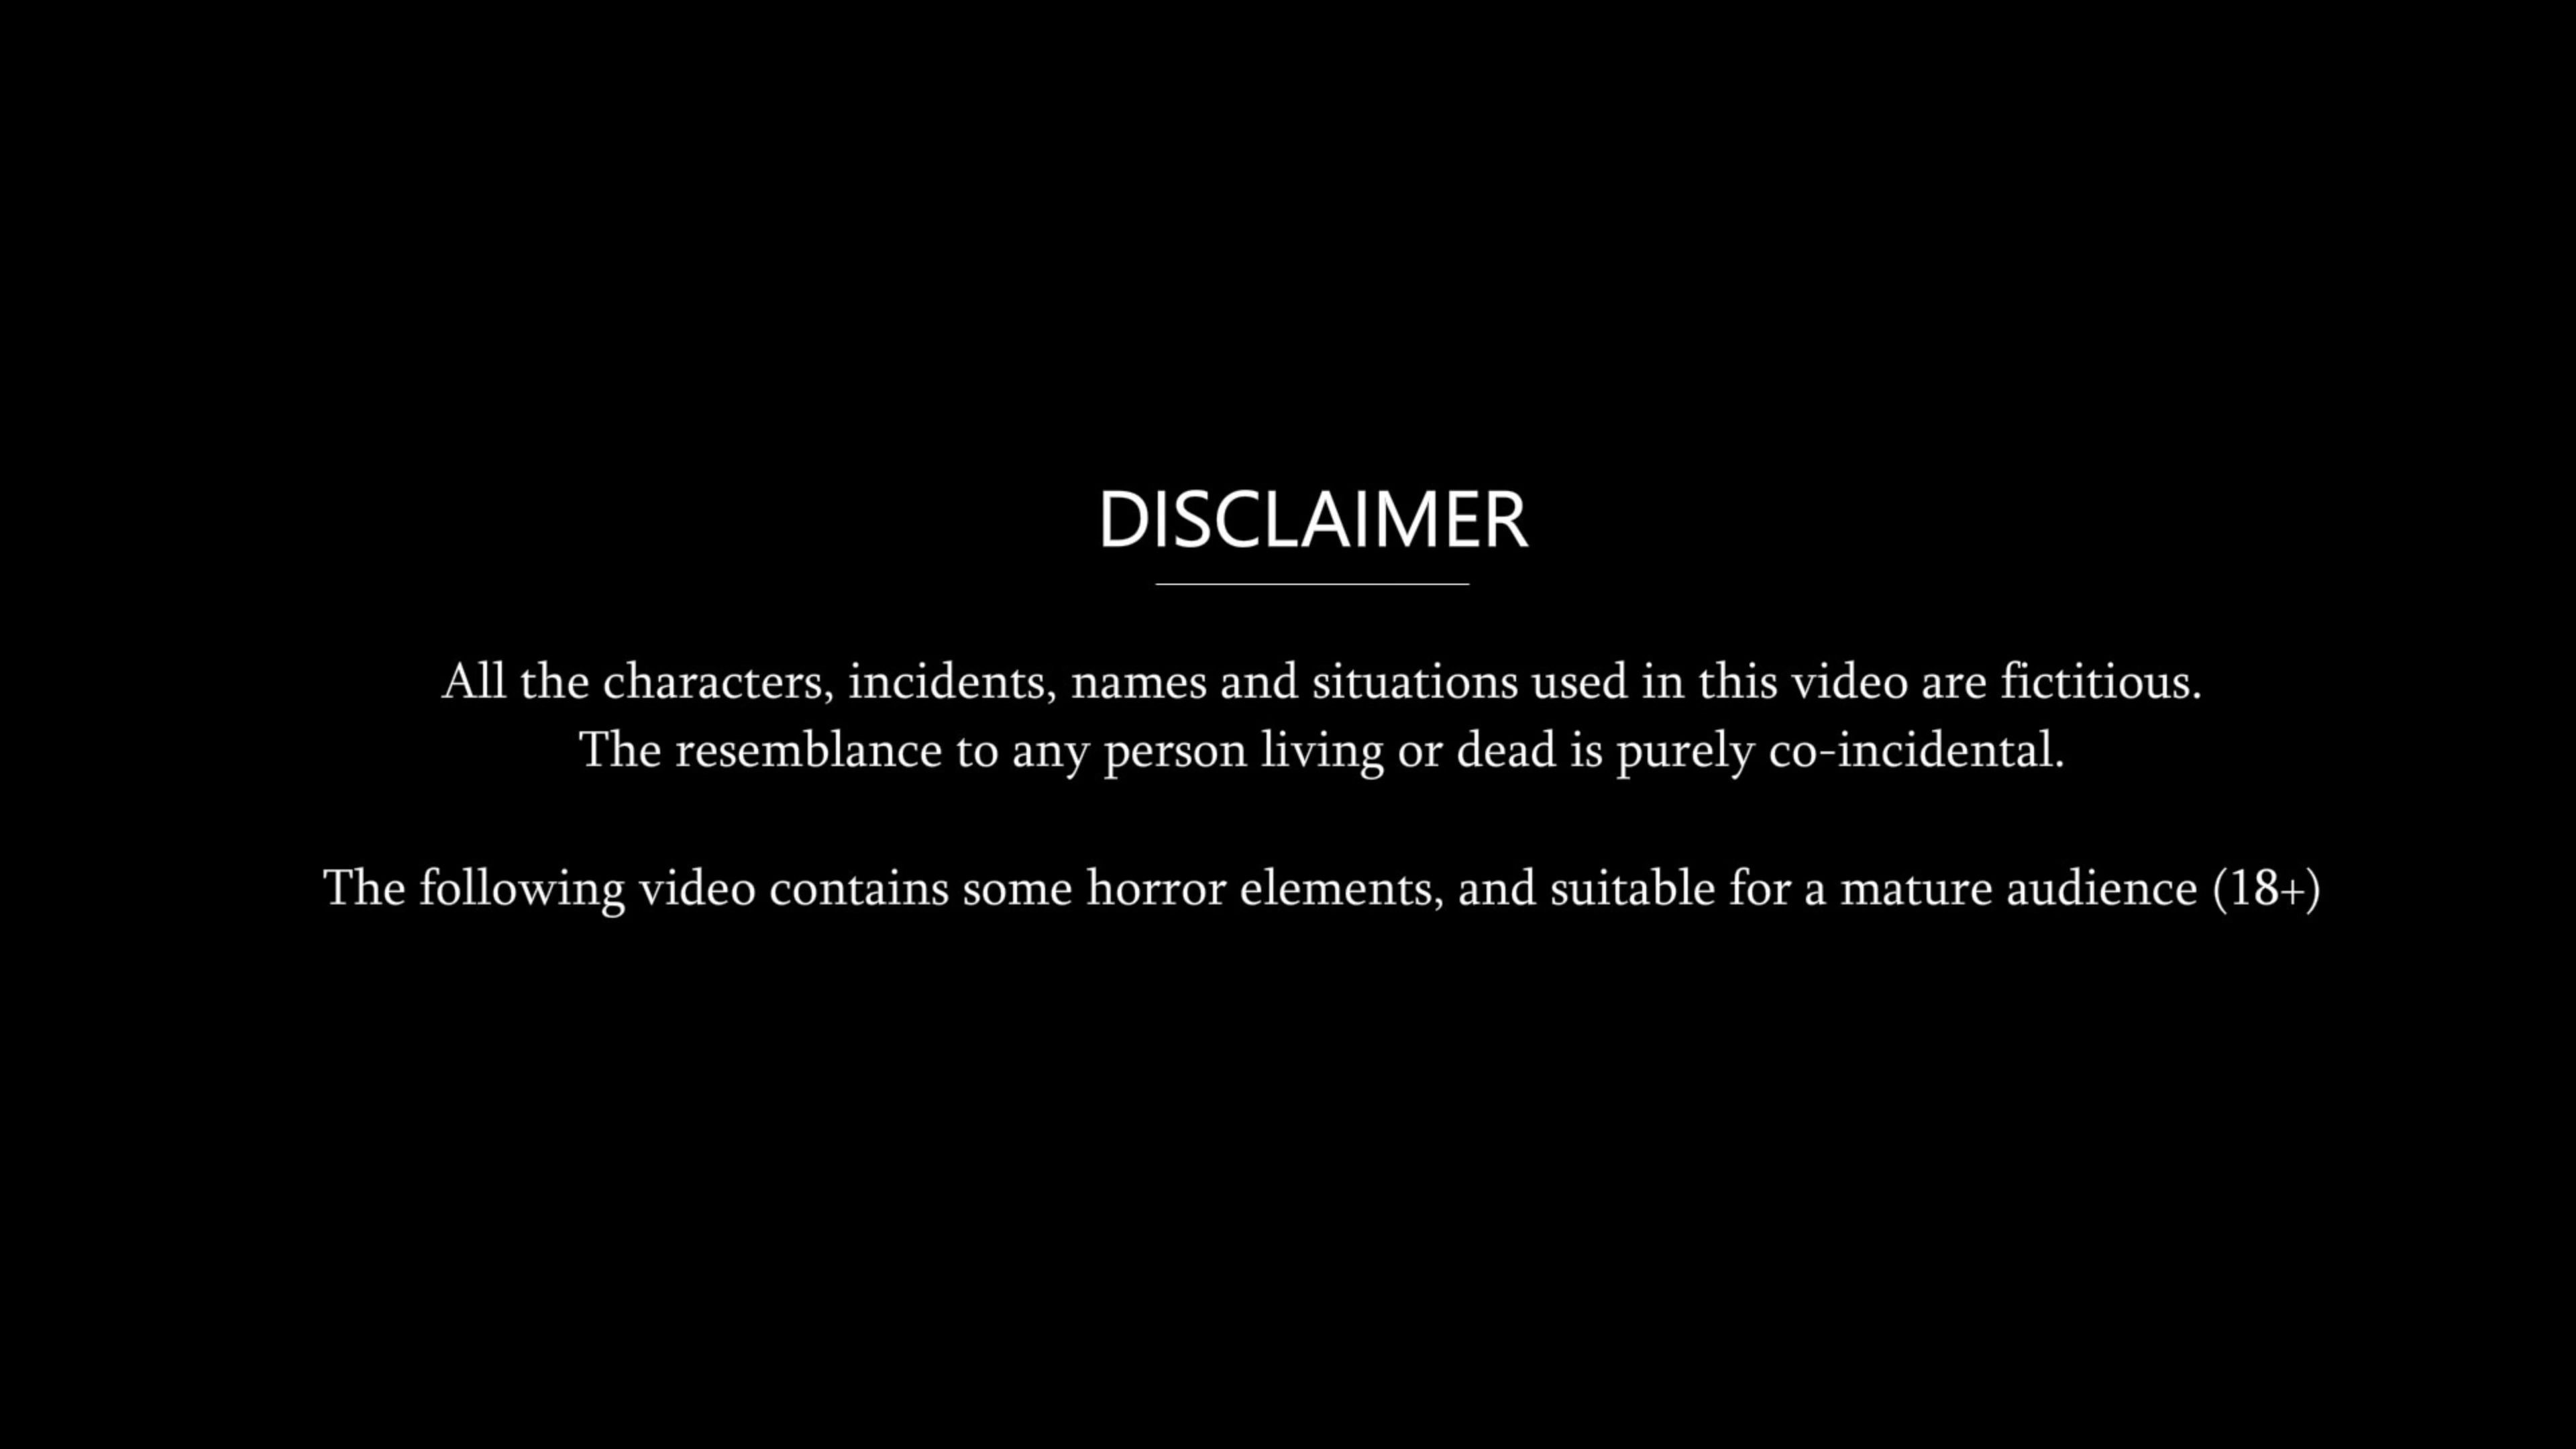 DISCLAIMER
All the characters, incidents, names and situations used in this video are fictitious.
The resemblance to any person living or dead is purely co-incidental.
The following video contains some horror elements, and suitable for a mature audience (18+)